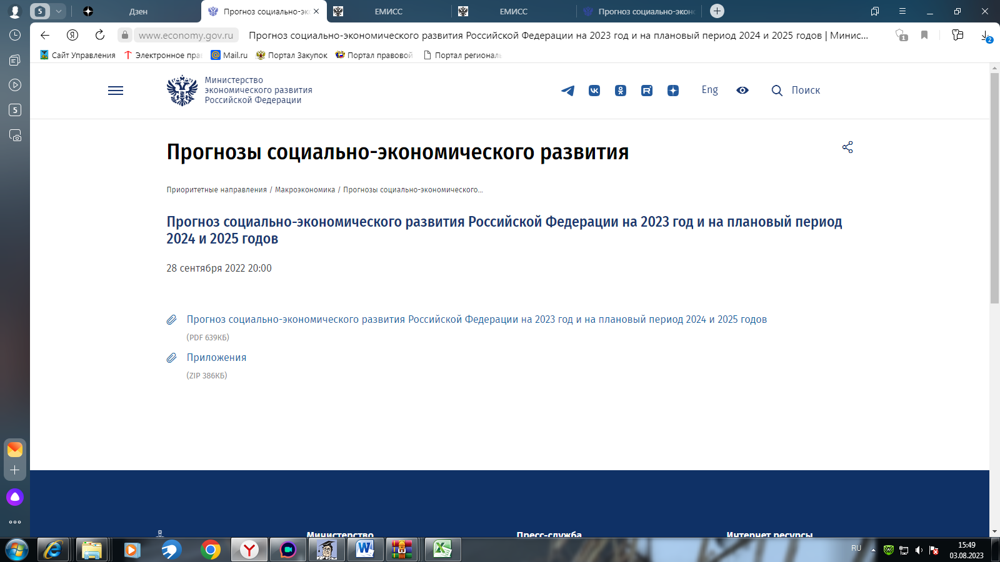 5
Дзен
Прогноз социально-эко
ЕМИСС
ЕМИСС
Прогноз социально-экон
Я
www.economy.gov.ru
Прогноз социально-экономического развития Российской Федерации на 2023 год и на плановый период 2024 и 2025 годов | Минис...
1
2
Сайт Управления
Электронное пра
Mail.ru
Портал Закупок
Портал правовой
Портал региональ
5
Министерство
экономического развития
Российской Федерации
Eng
Поиск
Прогнозы социально-экономического развития
Приоритетные направления / Макроэкономика / Прогнозы социально-экономического...
Прогноз социально-экономического развития Российской Федерации на 2023 год и на плановый период
2024 и 2025 годов
28 сентября 2022 20:00
Прогноз социально-экономического развития Российской Федерации на 2023 год и на плановый период 2024 и 2025 годов
(PDF 639КБ)
Приложения
(ZIP 386КБ)
Министерство
Пресс-служба
Интернет ресурсы
RU
15:49
03.08.2023